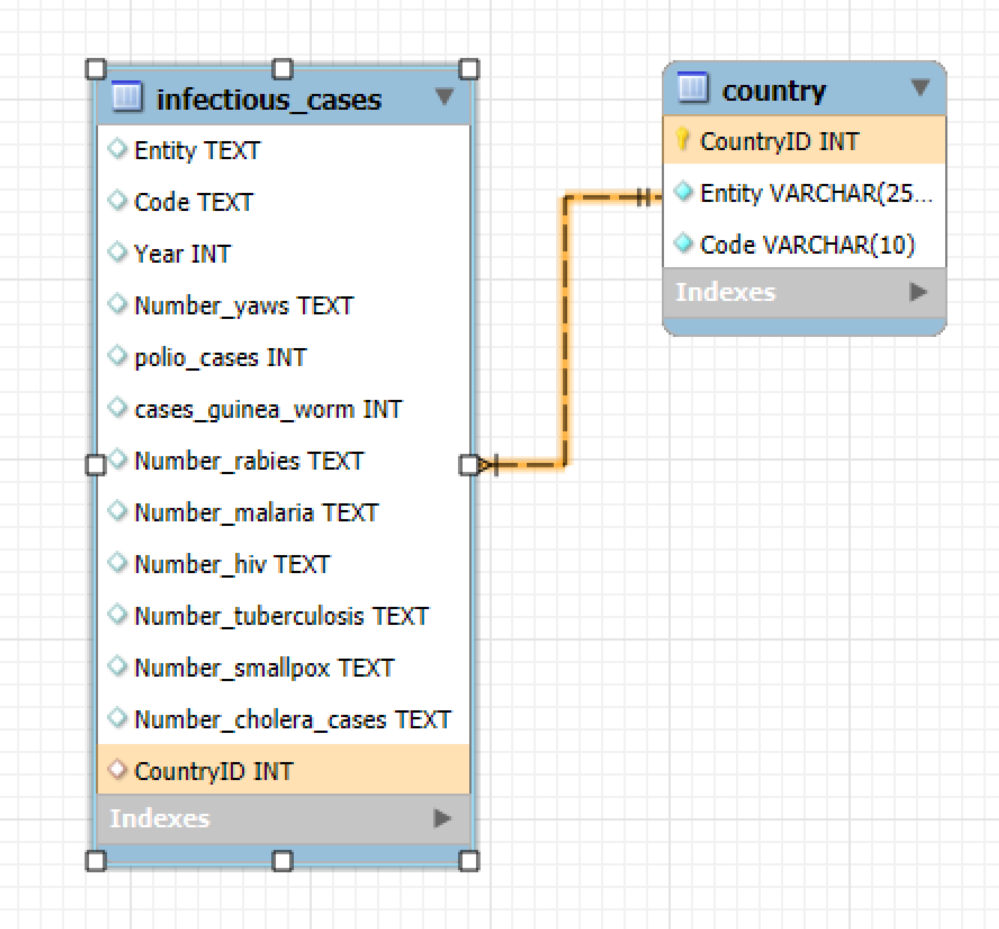 infectious_cases
Entity TEXT
Code TEXT
Year INT
Number_yaws TEXT
polio_cases INT
cases_guinea_worm INT
Number_rabies TEXT
Number_malaria TEXT
Number_hiv TEXT
Number_tuberculosis TEXT
Number_smallpox TEXT
Number_cholera_cases TEXT
CountryID INT
Indexes
country
CountryID INT
Entity VARCHAR(25...
Code VARCHAR(10)
Indexes